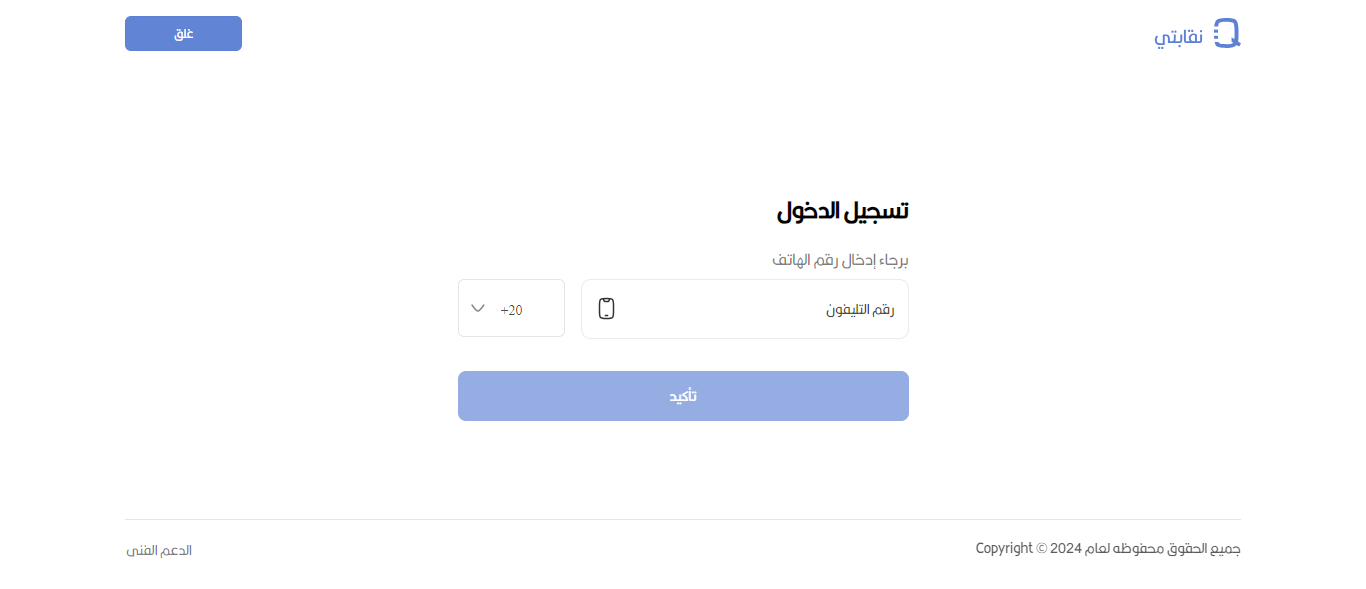 نقابتي
غلق
تسجيل الدخول
برجاء إدخال رقم الهاتف
رقم التليفون
+20
تأكيد
جميع الحقوق محفوظه لعام 2024 © Copyright
الدعم الفنى